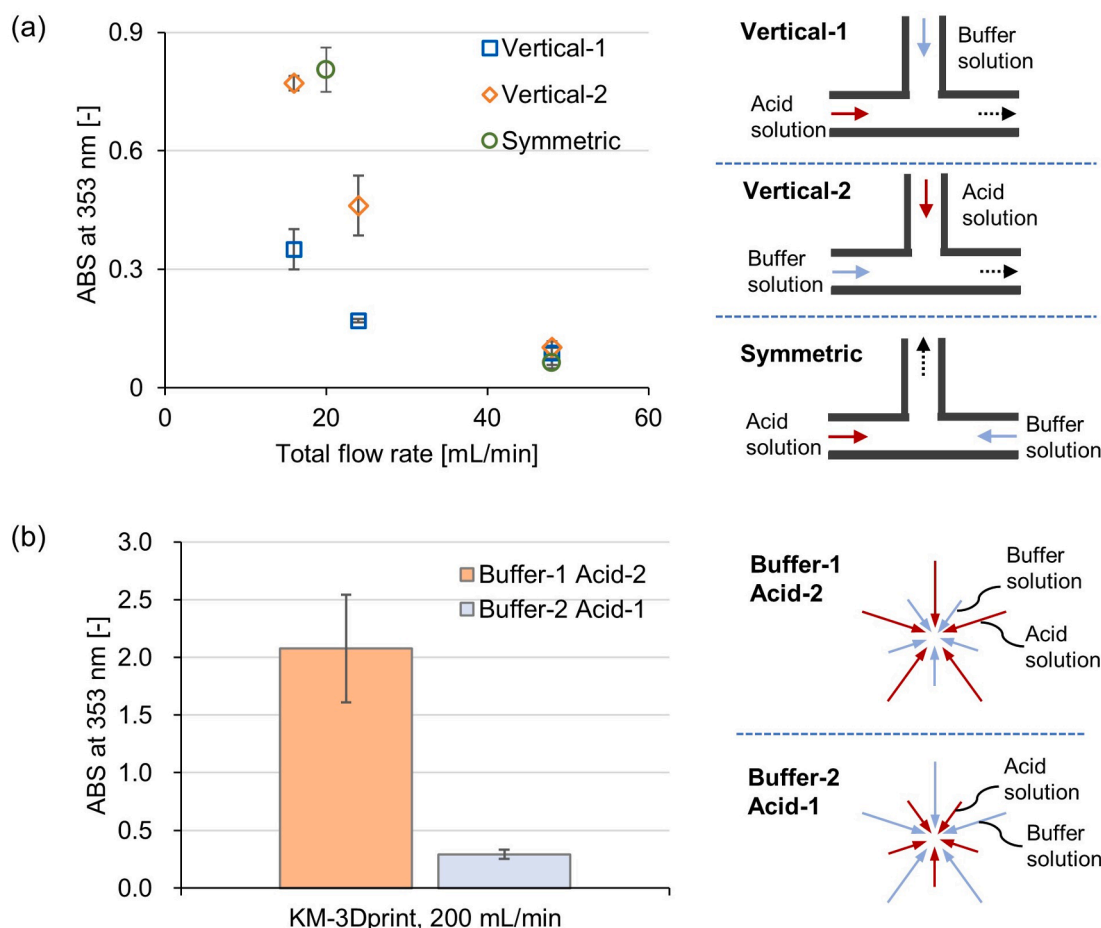 (a)
ABS at 353 nm [-]
0.9
0.6
0.3
0
0
20
40
60
Total flow rate [mL/min]
Vertical-1
Vertical-2
Symmetric
Vertical-1
Buffer
solution
Acid
solution
Vertical-2
Acid
solution
Buffer
solution
Symmetric
Acid
solution
Buffer
solution
(b)
ABS at 353 nm [-]
3.0
2.5
2.0
1.5
1.0
0.5
0.0
Buffer-1 Acid-2
Buffer-2 Acid-1
KM-3Dprint, 200 mL/min
Buffer-1
Acid-2
Buffer
solution
Acid
solution
Buffer-2
Acid-1
Acid
solution
Buffer
solution